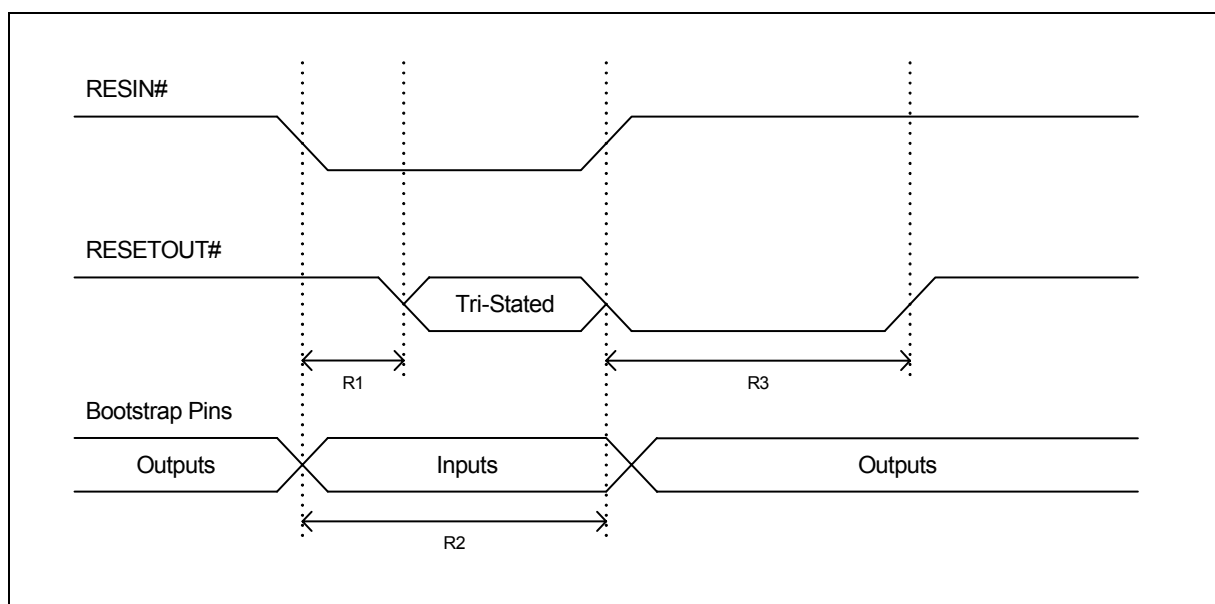 RESIN#
RESETOUT#
Tri-Stated
R1
R3
Bootstrap Pins
Outputs
Inputs
Outputs
R2